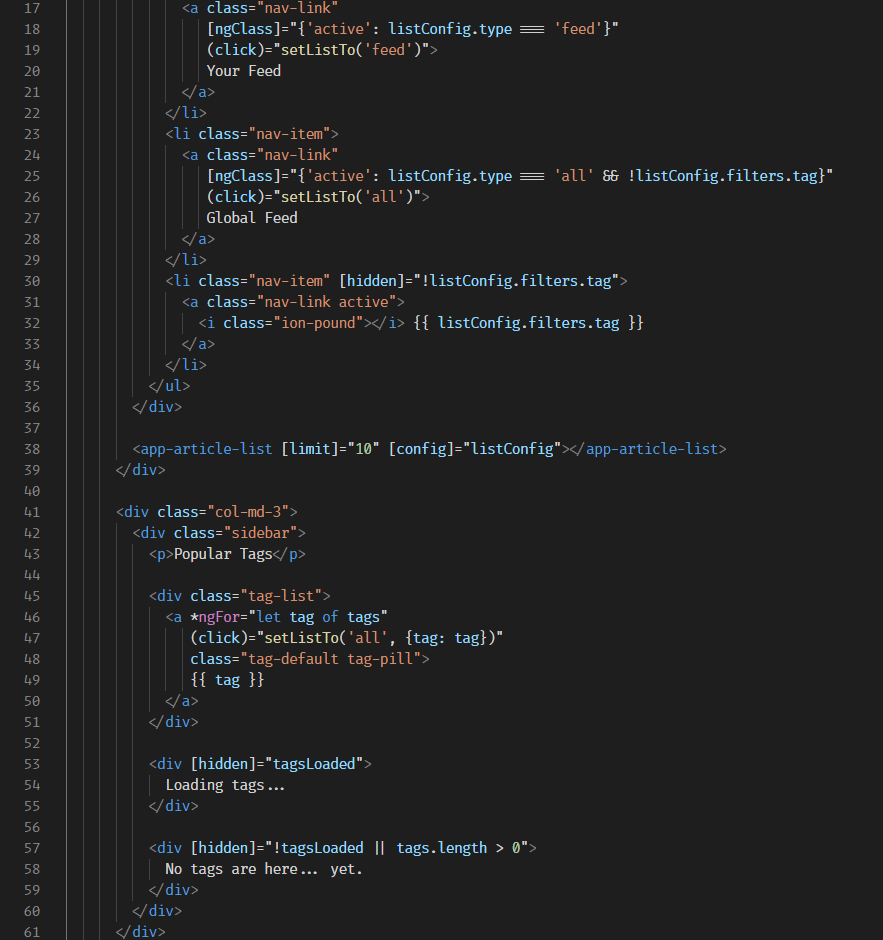 17 <a class="nav-link"
18 [ngClass]="{'active': listConfig.type === 'feed'}"
19 (click)="setListTo('feed')">
20 Your Feed
21 </a>
22 </li>
23 <li class="nav-item">
24 <a class="nav-link"
25 [ngClass]="{'active': listConfig.type === 'all' && !listConfig.filters.tag}"
26 (click)="setListTo('all')">
27 Global Feed
28 </a>
29 </li>
30 <li class="nav-item" [hidden]="!listConfig.filters.tag">
31 <a class="nav-link active">
32 <i class="ion-pound"></i> {{ listConfig.filters.tag }}
33 </a>
34 </li>
35 </ul>
36 </div>
37
38 <app-article-list [limit]="10" [config]="listConfig"></app-article-list>
39 </div>
40
41 <div class="col-md-3">
42 <div class="sidebar">
43 <p>Popular Tags</p>
44
45 <div class="tag-list">
46 <a *ngFor="let tag of tags"
47 (click)="setListTo('all', {tag: tag})"
48 class="tag-default tag-pill">
49 {{ tag }}
50 </a>
51 </div>
52
53 <div [hidden]="tagsLoaded">
54 Loading tags...
55 </div>
56
57 <div [hidden]="!tagsLoaded || tags.length > 0">
58 No tags are here... yet.
59 </div>
60 </div>
61 </div>